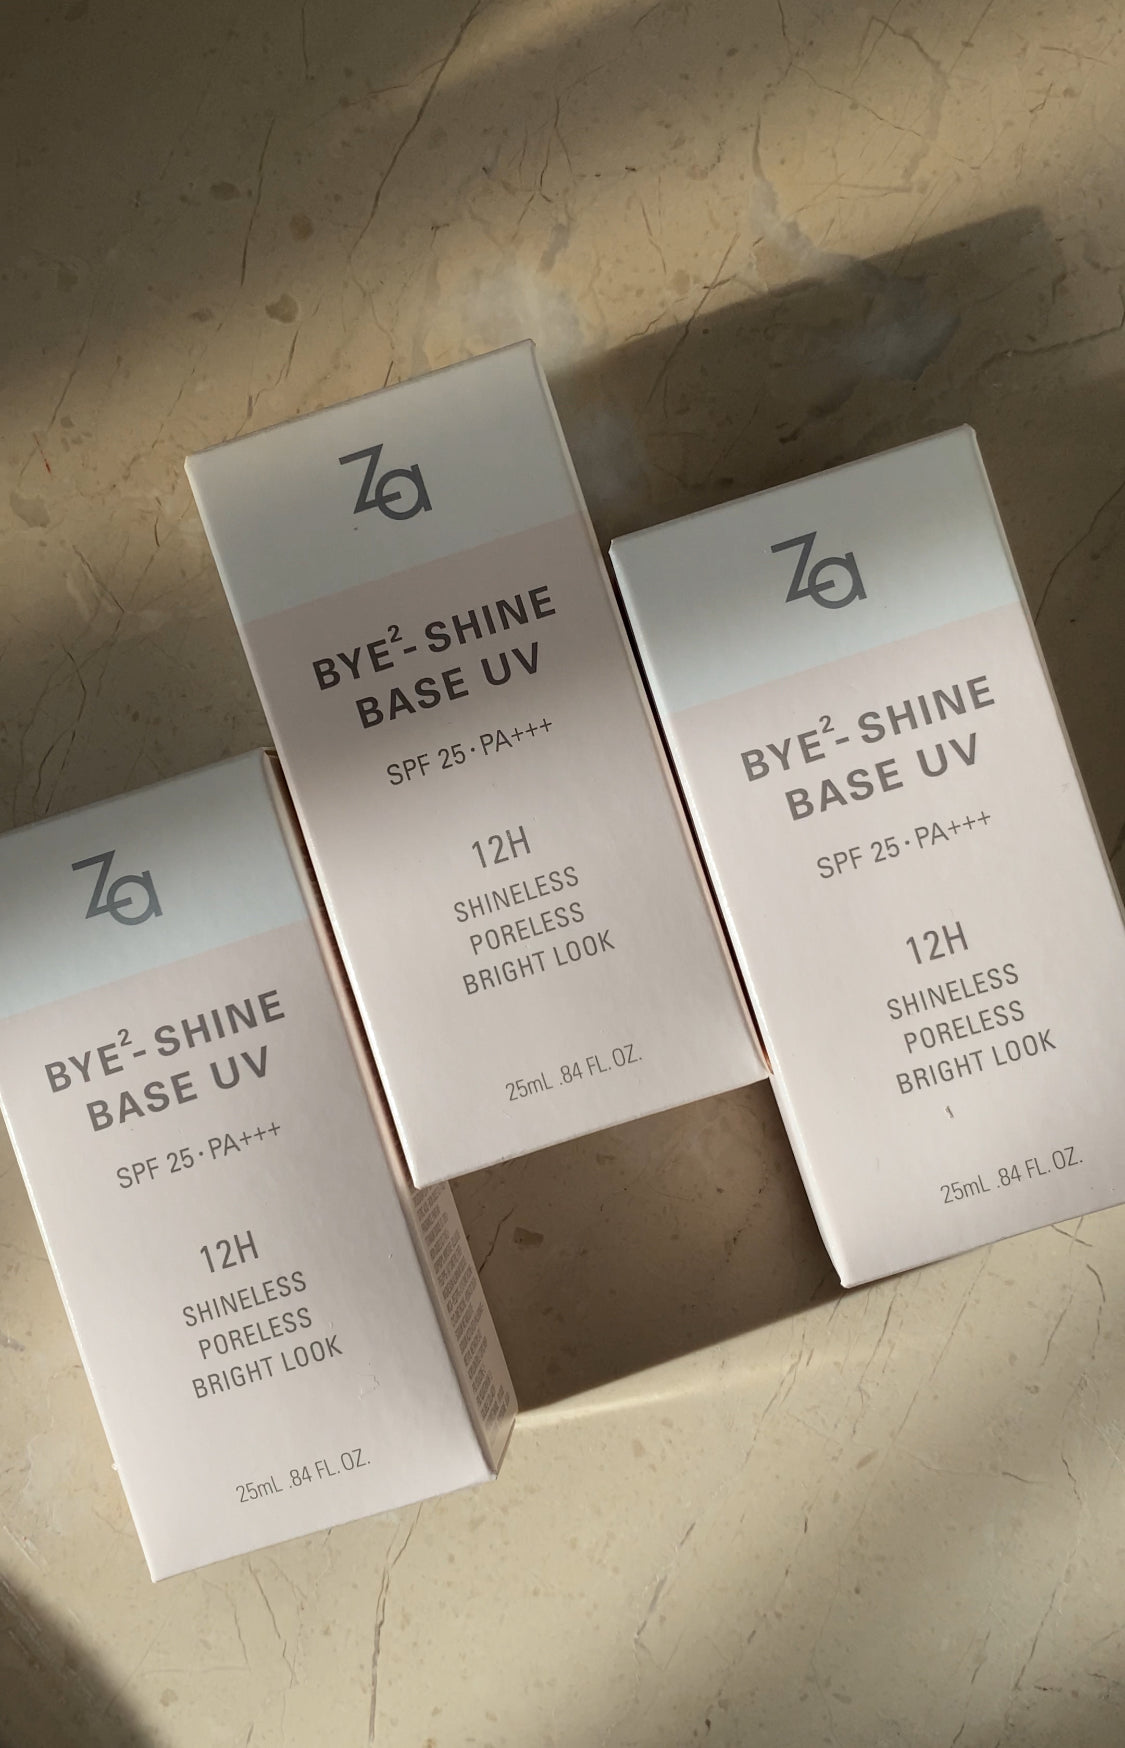 Za
BYE²-SHINE
BASE UV
SPF 25·PA+++
12H
SHINELESS
PORELESS
BRIGHT LOOK
25mL .84 FL. OZ.
Za
BYE²-SHINE
BASE UV
SPF 25·PA+++
12H
SHINELESS
PORELESS
BRIGHT LOOK
25mL .84 FL. OZ.
Za
BYE²-SHINE
BASE UV
SPF 25·PA+++
12H
SHINELESS
PORELESS
BRIGHT LOOK
25mL .84 FL. OZ.